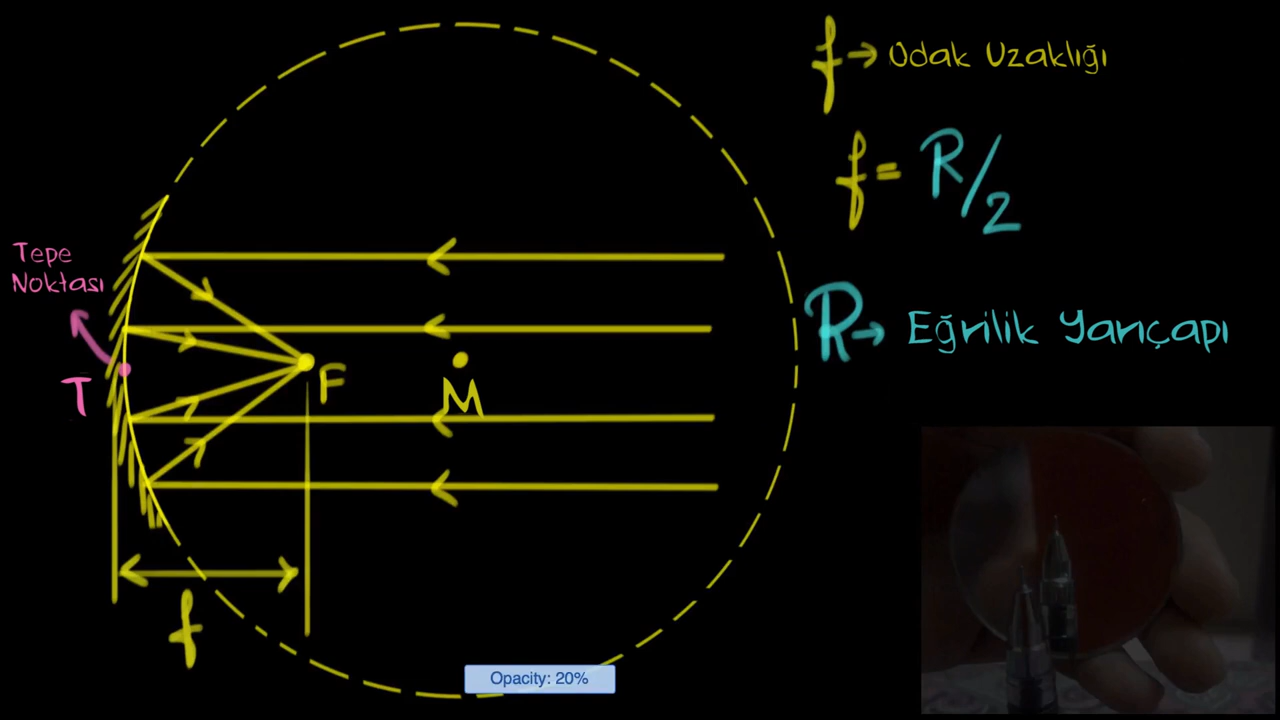 f → Odak Uzaklığı
f = R/2
Tepe
Noktası
R → Eğrilik Yarıçapı
T
F
M
f
Opacity: 20%